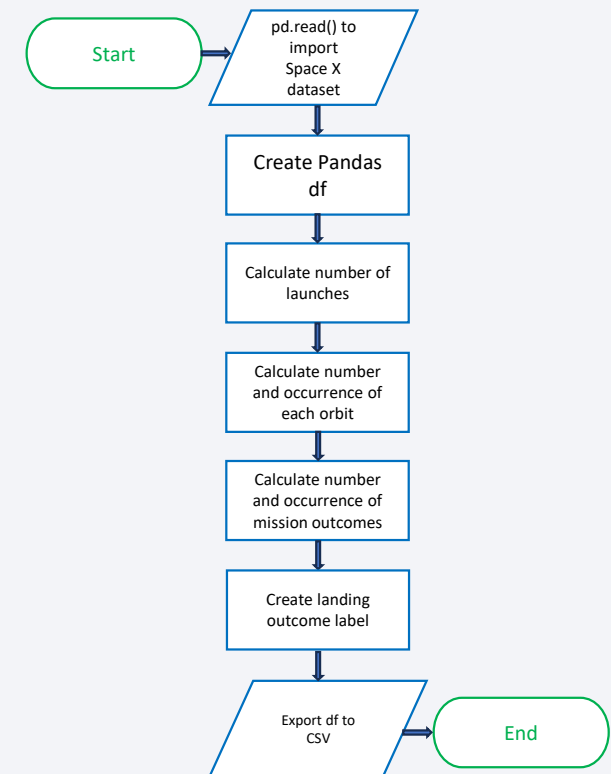 Start
pd.read() to
import
Space X
dataset
Create Pandas
df
Calculate number of
launches
Calculate number
and occurrence of
each orbit
Calculate number
and occurrence of
mission outcomes
Create landing
outcome label
Export df to
CSV
End